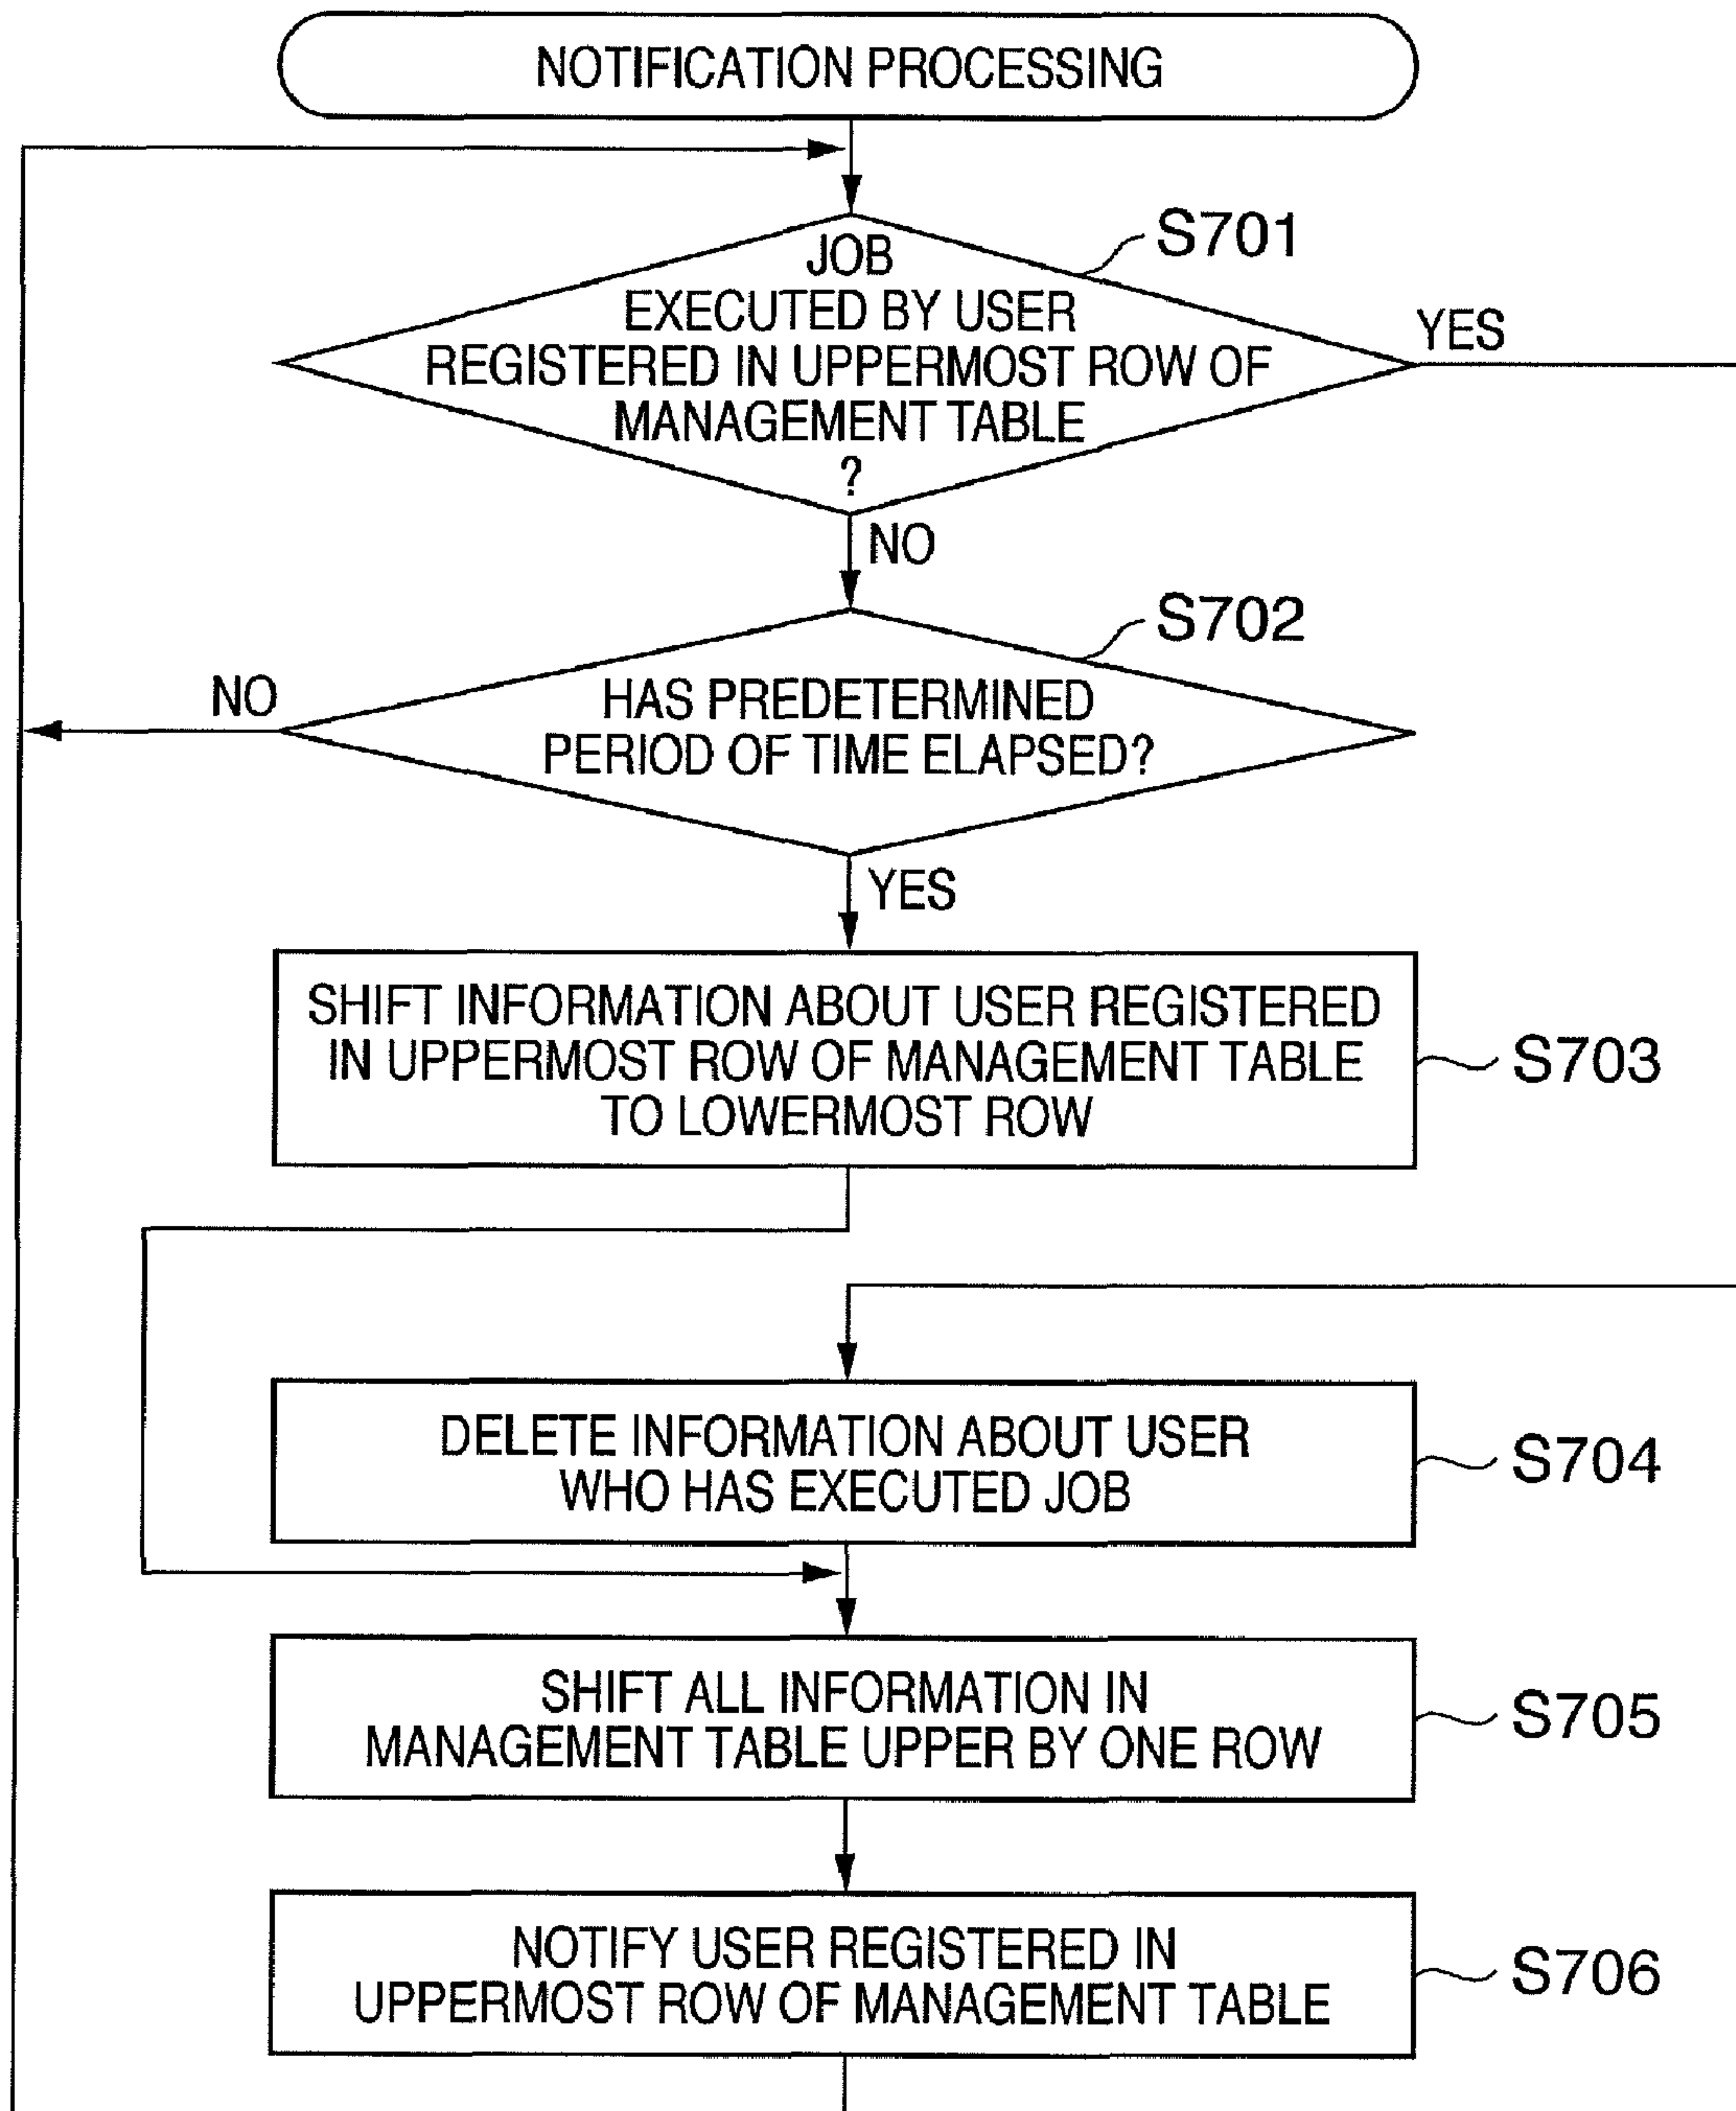 NOTIFICATION PROCESSING
S701
JOB
EXECUTED BY USER
REGISTERED IN UPPERMOST ROW OF
MANAGEMENT TABLE
?
YES
NO
S702
HAS PREDETERMINED
PERIOD OF TIME ELAPSED?
NO
YES
SHIFT INFORMATION ABOUT USER REGISTERED
IN UPPERMOST ROW OF MANAGEMENT TABLE
TO LOWERMOST ROW
S703
DELETE INFORMATION ABOUT USER
WHO HAS EXECUTED JOB
S704
SHIFT ALL INFORMATION IN
MANAGEMENT TABLE UPPER BY ONE ROW
S705
NOTIFY USER REGISTERED IN
UPPERMOST ROW OF MANAGEMENT TABLE
S706